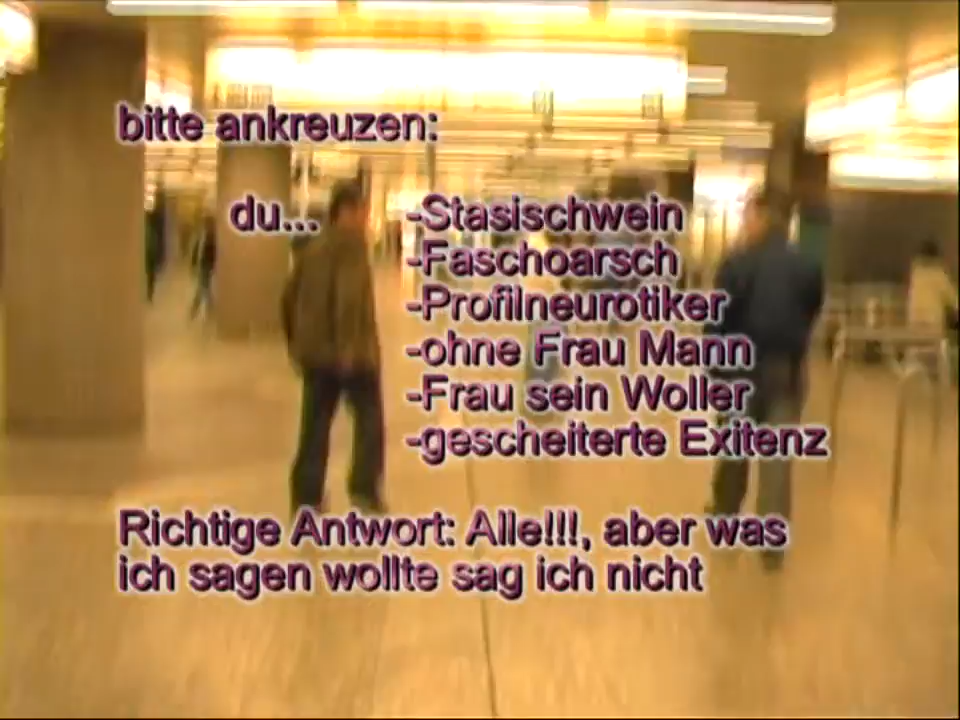 bitte ankreuzen:
du... -Stasischwein
-Faschoarsch
-Profilneurotiker
-ohne Frau Mann
-Frau sein Woller
-gescheiterte Exitenz
Richtige Antwort: Alle!!!, aber was
ich sagen wollte sag ich nicht